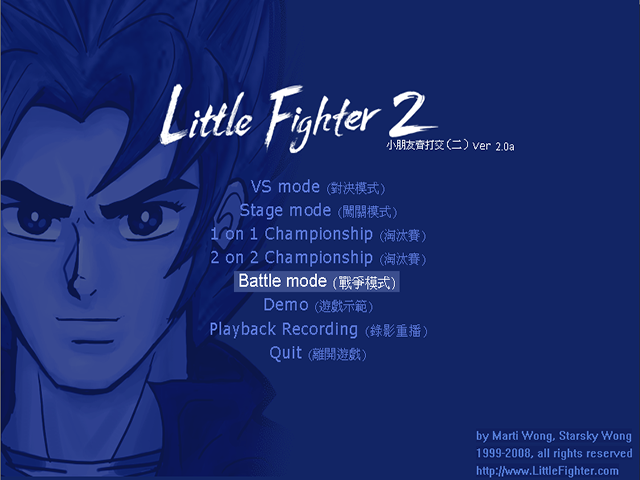 Little Fighter 2
小朋友齊打交(二) ver 2.0a
VS mode (對決模式)
Stage mode (闖關模式)
1 on 1 Championship (淘汰賽)
2 on 2 Championship (淘汰賽)
Battle mode (戰爭模式)
Demo (遊戲示範)
Playback Recording (錄影重播)
Quit (離開遊戲)
by Marti Wong, Starsky Wong
1999-2008, all rights reserved
http://www.LittleFighter.com